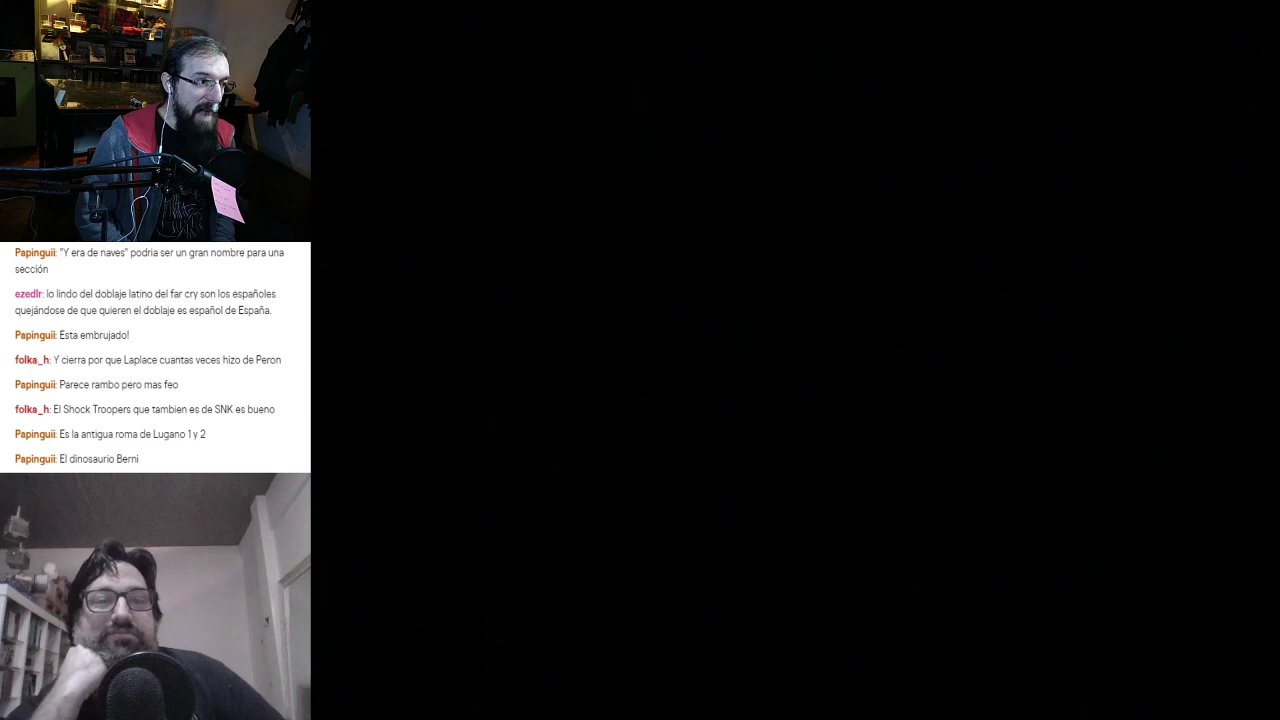 Papinguii: "Y era de naves" podria ser un gran nombre para una
sección
ezedlr: lo lindo del doblaje latino del far cry son los españoles
quejándose de que quieren el doblaje es español de España.
Papinguii: Esta embrujado!
folka_h: Y cierra por que Laplace cuantas veces hizo de Peron
Papinguii: Parece rambo pero mas feo
folka_h: El Shock Troopers que tambien es de SNK es bueno
Papinguii: Es la antigua roma de Lugano 1 y 2
Papinguii: El dinosaurio Berni